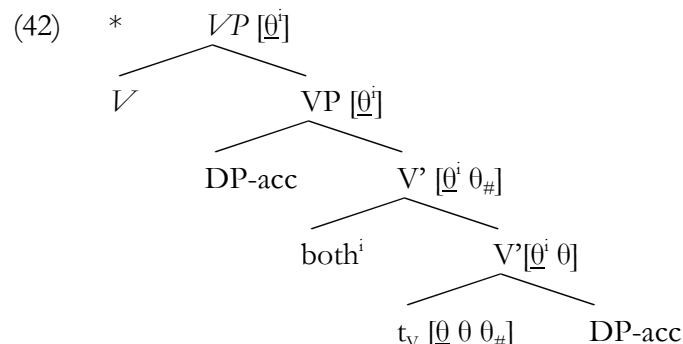 (42) * VP [θ̲ⁱ]
V VP [θ̲ⁱ]
DP-acc V’ [θ̲ⁱ θ#]
bothⁱ V’[θ̲ⁱ θ]
tᵥ [θ̲ θ θ#] DP-acc